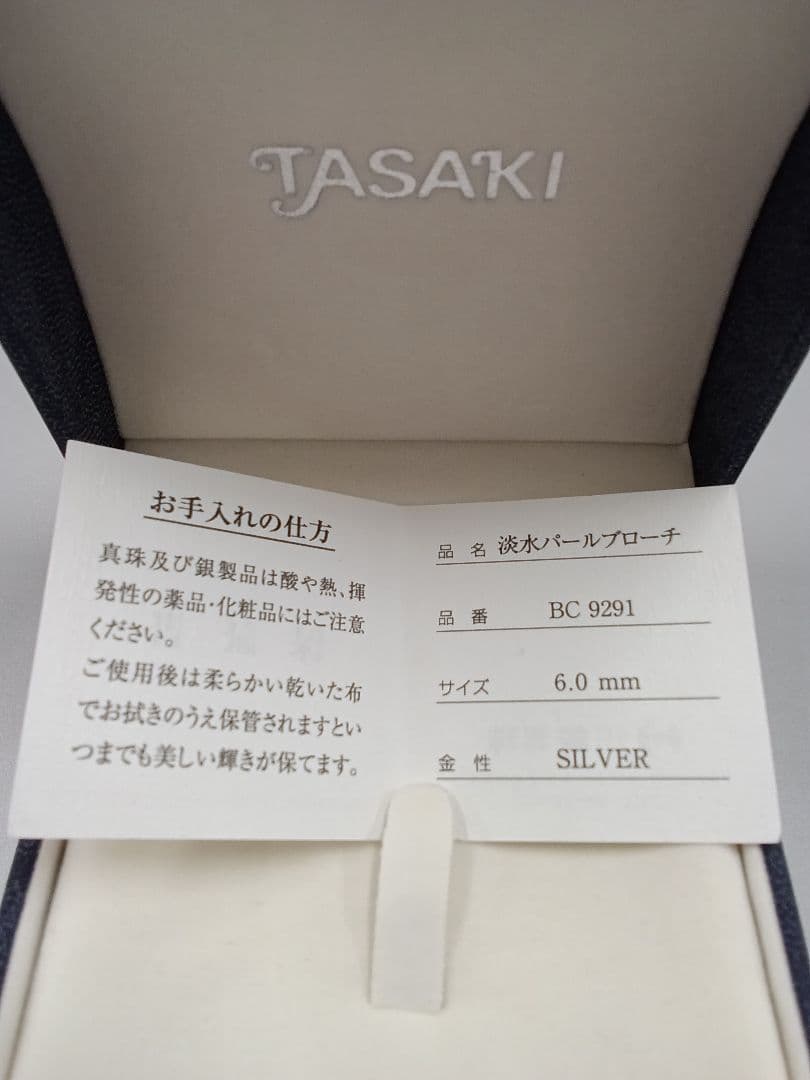 TASAKI
お手入れの仕方
真珠及び銀製品は酸や熱、揮
発性の薬品・化粧品にはご注意
ください。
ご使用後は柔らかい乾いた布
でお拭きのうえ保管されますとい
つまでも美しい輝きが保てます。
品 名 淡水パールブローチ
品 番 BC 9291
サイズ 6.0 mm
金 性 SILVER